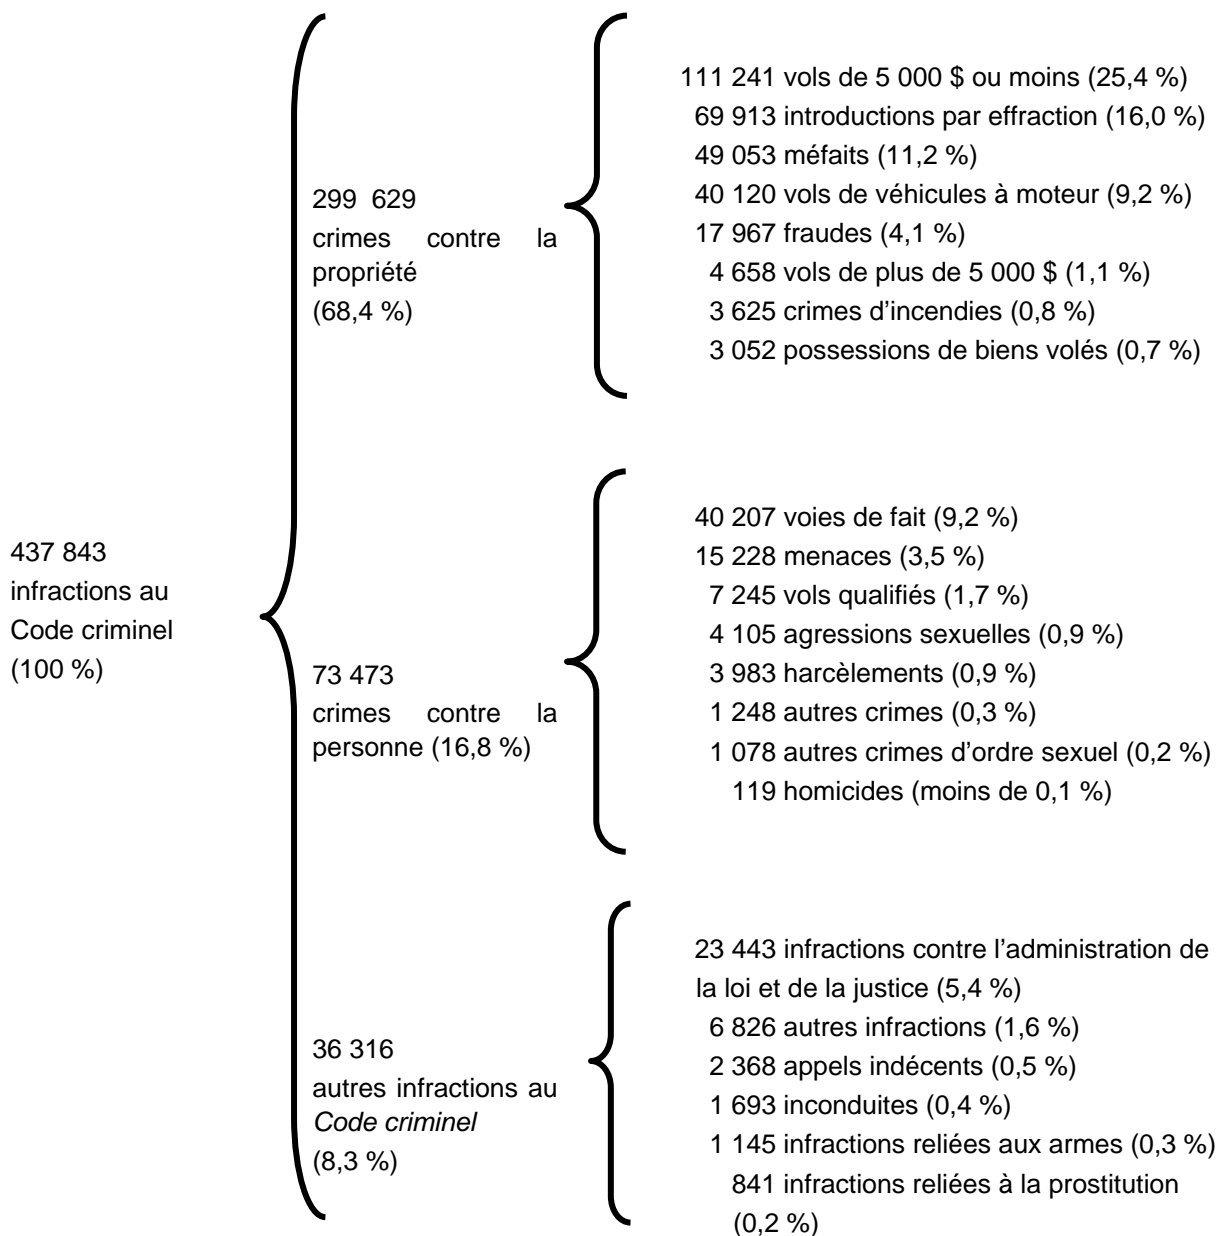 437 843
infractions au
Code criminel
(100 %)
299 629
crimes contre la
propriété
(68,4 %)
111 241 vols de 5 000 $ ou moins (25,4 %)
69 913 introductions par effraction (16,0 %)
49 053 méfaits (11,2 %)
40 120 vols de véhicules à moteur (9,2 %)
17 967 fraudes (4,1 %)
4 658 vols de plus de 5 000 $ (1,1 %)
3 625 crimes d’incendies (0,8 %)
3 052 possessions de biens volés (0,7 %)
73 473
crimes contre la
personne (16,8 %)
40 207 voies de fait (9,2 %)
15 228 menaces (3,5 %)
7 245 vols qualifiés (1,7 %)
4 105 agressions sexuelles (0,9 %)
3 983 harcèlements (0,9 %)
1 248 autres crimes (0,3 %)
1 078 autres crimes d’ordre sexuel (0,2 %)
119 homicides (moins de 0,1 %)
36 316
autres infractions au
Code criminel
(8,3 %)
23 443 infractions contre l’administration de
la loi et de la justice (5,4 %)
6 826 autres infractions (1,6 %)
2 368 appels indécents (0,5 %)
1 693 inconduites (0,4 %)
1 145 infractions reliées aux armes (0,3 %)
841 infractions reliées à la prostitution
(0,2 %)